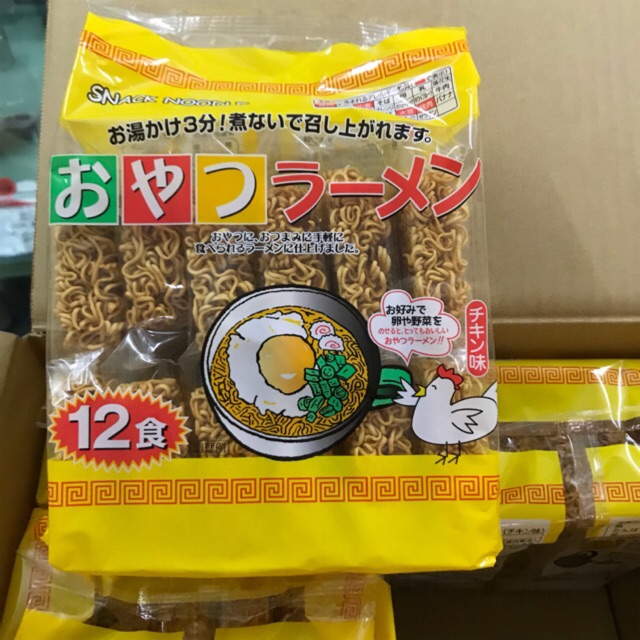 SNACK NOODLE
お湯かけ3分!煮ないで召し上がれます。
おやつラーメン
おやつに、おつまみに手軽に
食べられるラーメンに仕上げました。
お好みで
卵や野菜を
のせると、とってもおいしい
おやつラーメン!!
チキン味
12食
(チキン味)